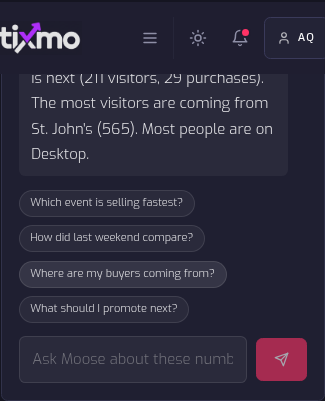 tixmo
AQ
is next (211 visitors, 29 purchases).
The most visitors are coming from
St. John's (565). Most people are on
Desktop.
Which event is selling fastest?
How did last weekend compare?
Where are my buyers coming from?
What should I promote next?
Ask Moose about these numb